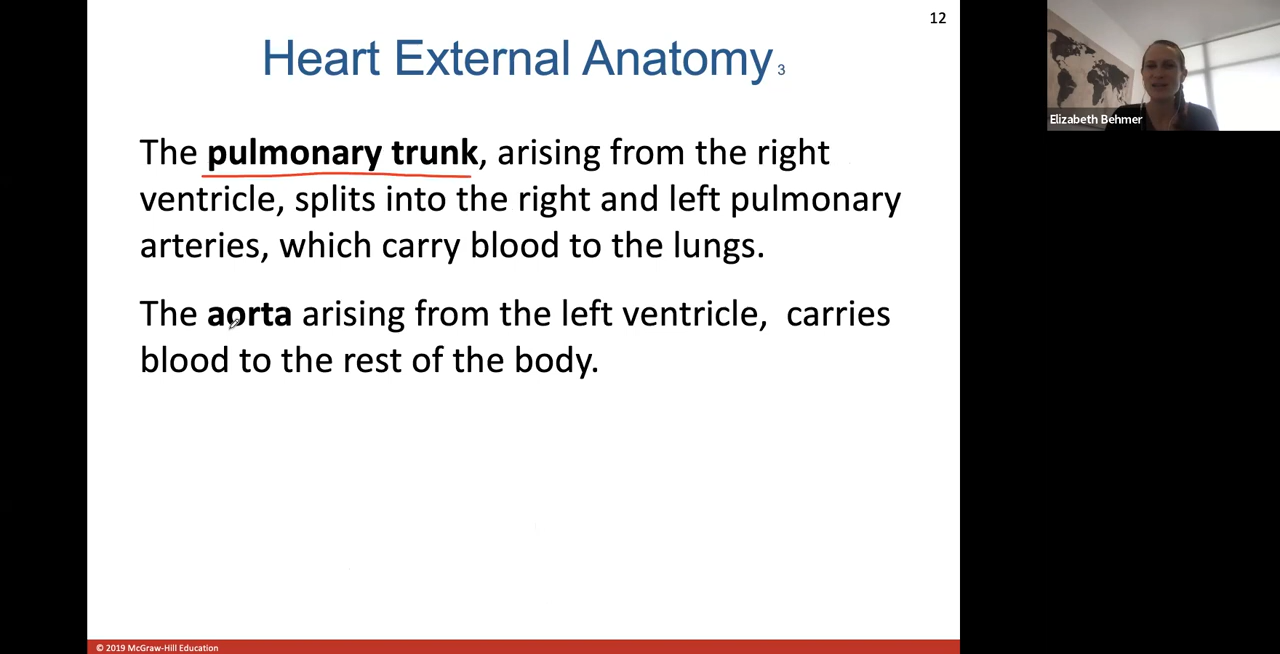 12
Heart External Anatomy 3
Elizabeth Behmer
The pulmonary trunk, arising from the right
ventricle, splits into the right and left pulmonary
arteries, which carry blood to the lungs.
The aorta arising from the left ventricle, carries
blood to the rest of the body.
© 2019 McGraw-Hill Education